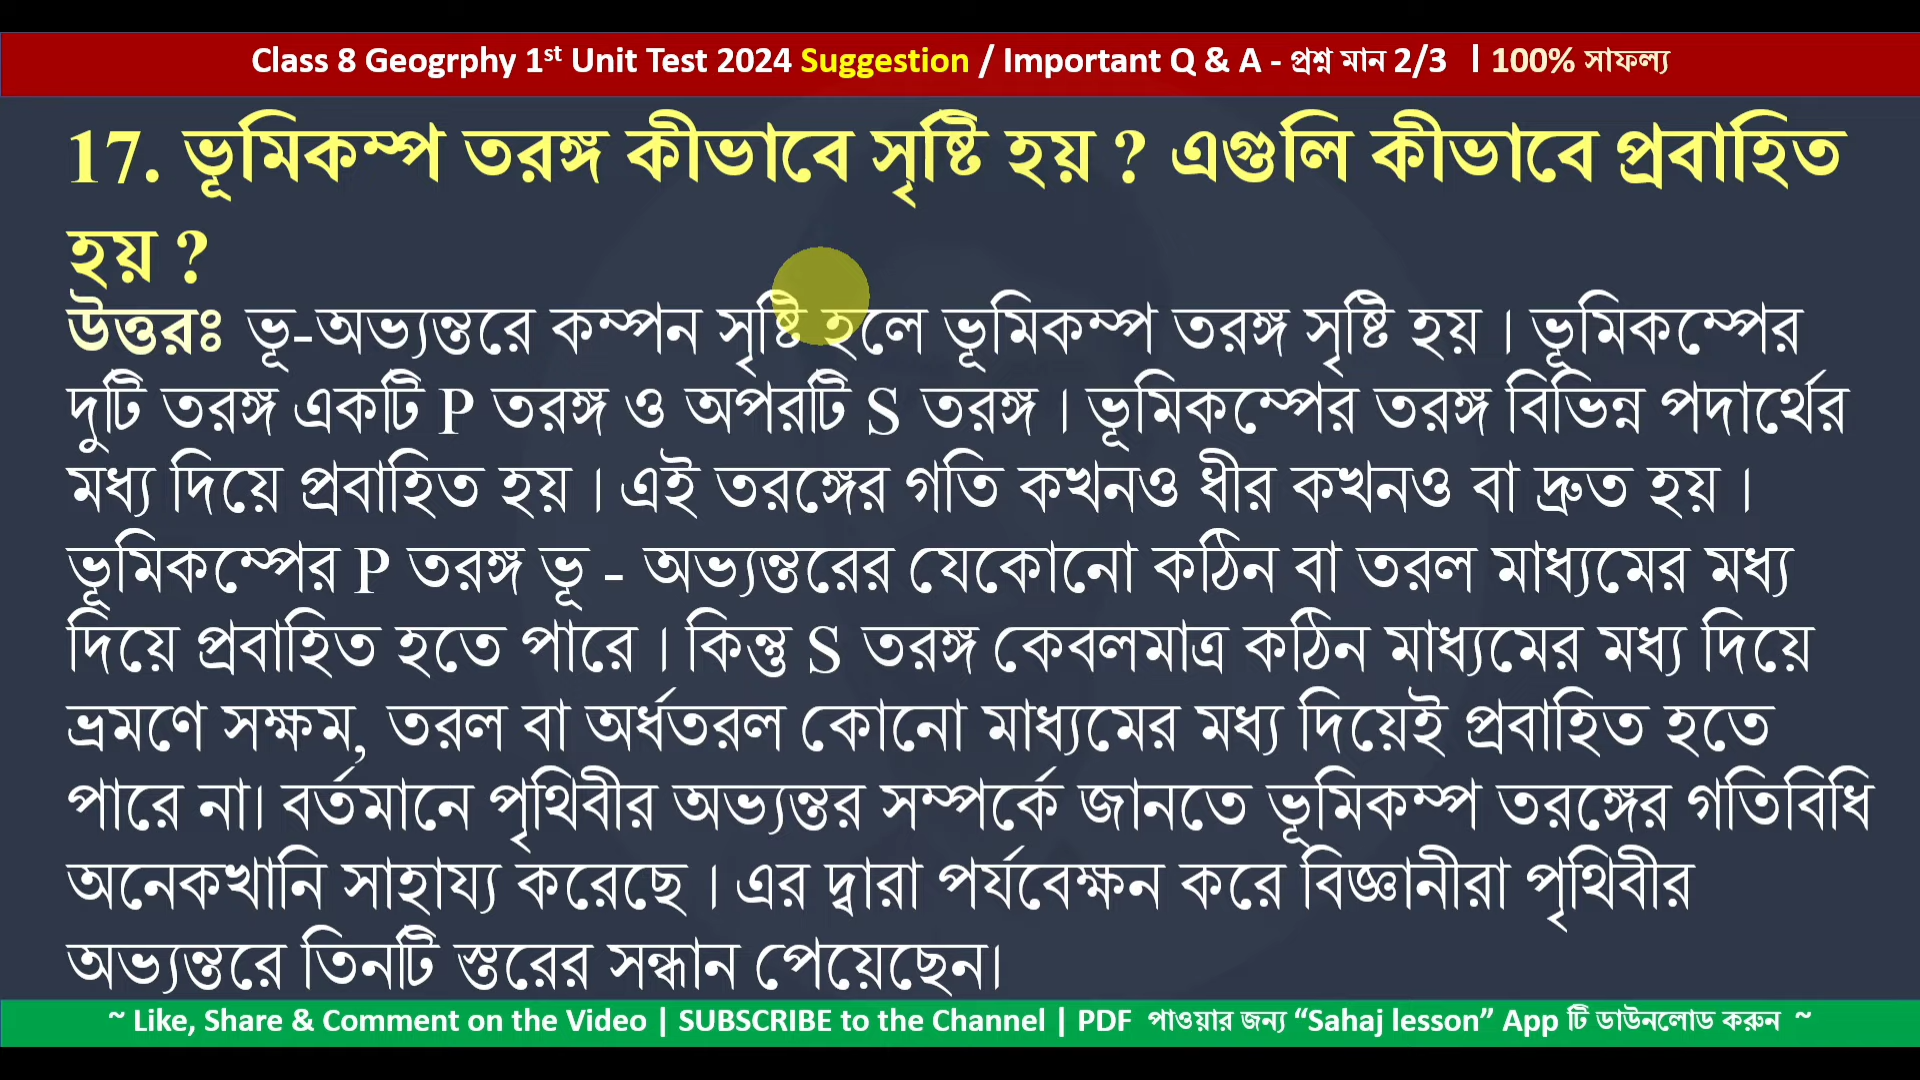 Class 8 Geogrphy 1st Unit Test 2024 Suggestion / Important Q & A - প্রশ্ন মান 2/3 । 100% সাফল্য
17. ভূমিকম্প তরঙ্গ কীভাবে সৃষ্টি হয় ? এগুলি কীভাবে প্রবাহিত
হয় ?
উত্তরঃ ভূ-অভ্যন্তরে কম্পন সৃষ্টি হলে ভূমিকম্প তরঙ্গ সৃষ্টি হয় । ভূমিকম্পের
দুটি তরঙ্গ একটি P তরঙ্গ ও অপরটি S তরঙ্গ । ভূমিকম্পের তরঙ্গ বিভিন্ন পদার্থের
মধ্য দিয়ে প্রবাহিত হয় । এই তরঙ্গের গতি কখনও ধীর কখনও বা দ্রুত হয় ।
ভূমিকম্পের P তরঙ্গ ভূ - অভ্যন্তরের যেকোনো কঠিন বা তরল মাধ্যমের মধ্য
দিয়ে প্রবাহিত হতে পারে । কিন্তু S তরঙ্গ কেবলমাত্র কঠিন মাধ্যমের মধ্য দিয়ে
ভ্রমণে সক্ষম, তরল বা অর্ধতরল কোনো মাধ্যমের মধ্য দিয়েই প্রবাহিত হতে
পারে না। বর্তমানে পৃথিবীর অভ্যন্তর সম্পর্কে জানতে ভূমিকম্প তরঙ্গের গতিবিধি
অনেকখানি সাহায্য করেছে । এর দ্বারা পর্যবেক্ষন করে বিজ্ঞানীরা পৃথিবীর
অভ্যন্তরে তিনটি স্তরের সন্ধান পেয়েছেন।
~ Like, Share & Comment on the Video | SUBSCRIBE to the Channel | PDF পাওয়ার জন্য “Sahaj lesson” App টি ডাউনলোড করুন ~